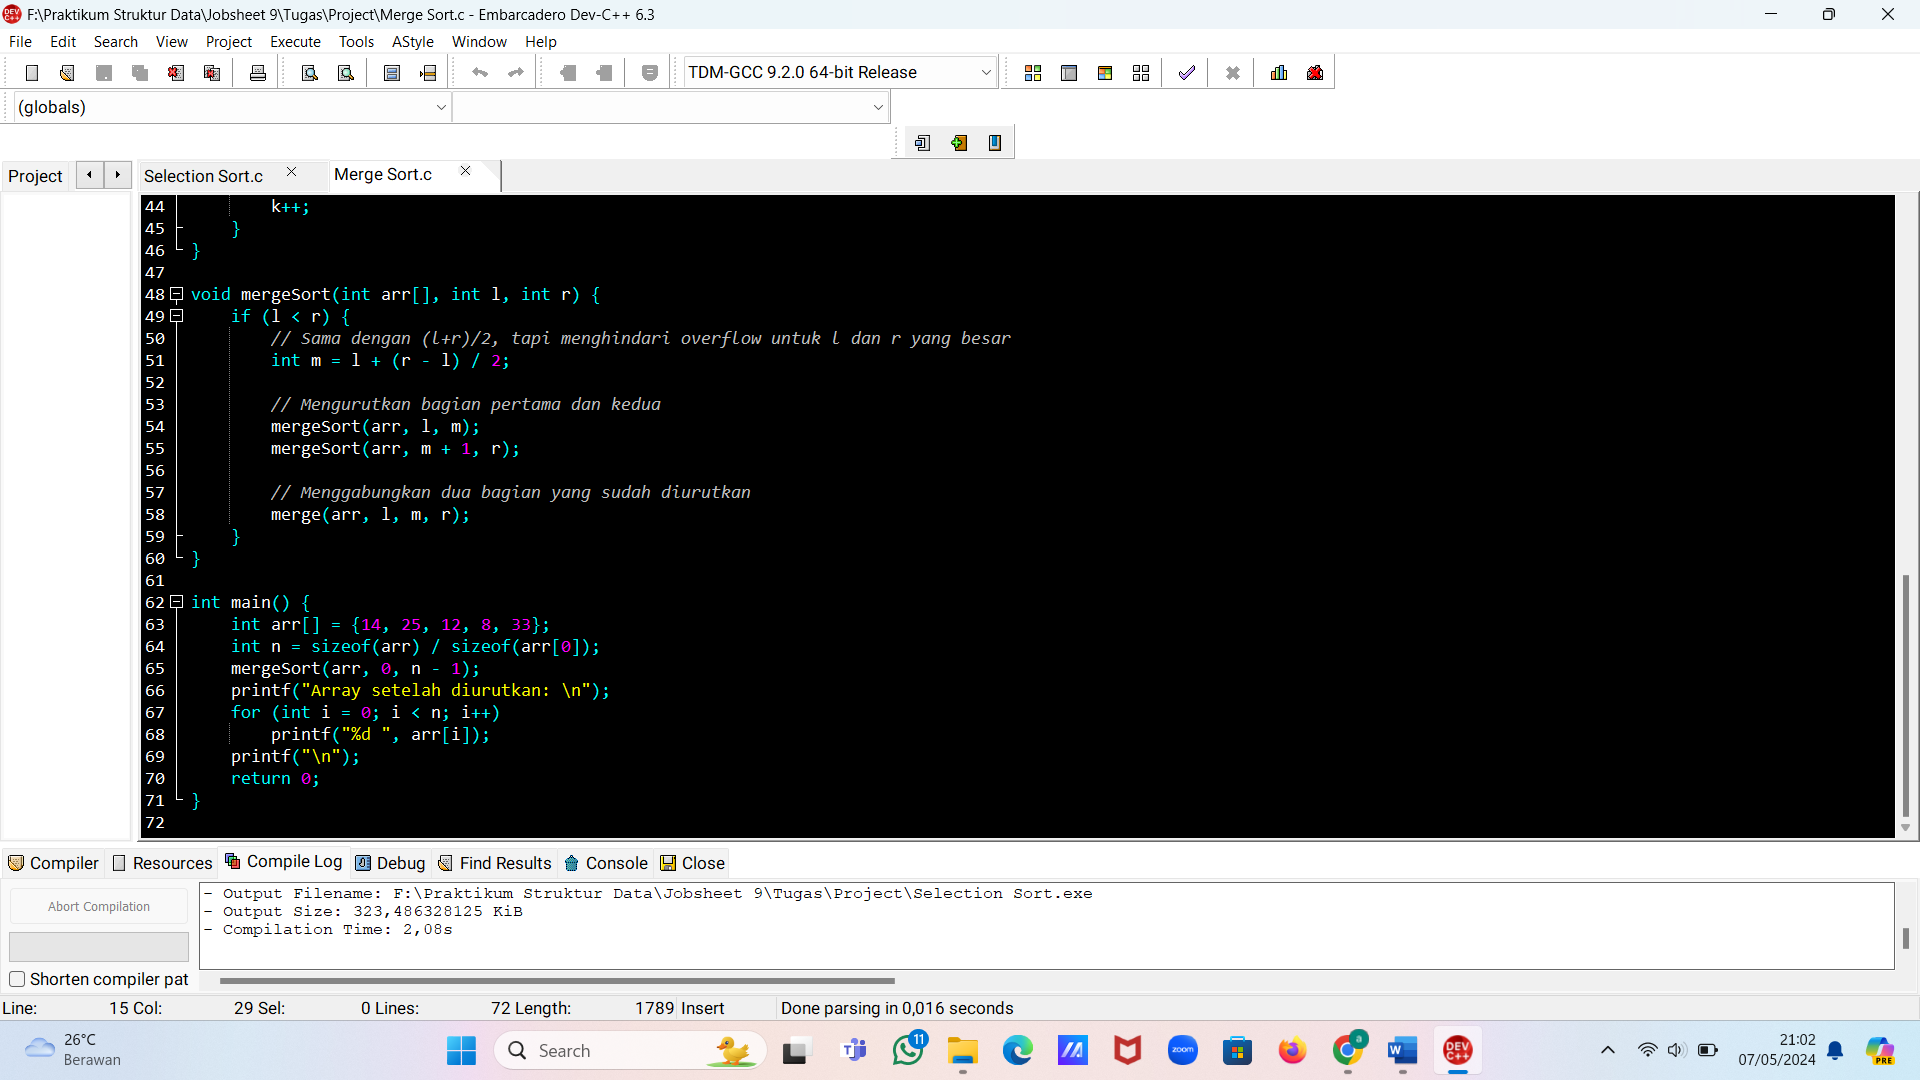 F:\Praktikum Struktur Data\Jobsheet 9\Tugas\Project\Merge Sort.c - Embarcadero Dev-C++ 6.3
File Edit Search View Project Execute Tools AStyle Window Help
TDM-GCC 9.2.0 64-bit Release
(globals)
Project Selection Sort.c Merge Sort.c
44 k++;
45 }
46 }
47
48 void mergeSort(int arr[], int l, int r) {
49 if (l < r) {
50 // Sama dengan (l+r)/2, tapi menghindari overflow untuk l dan r yang besar
51 int m = l + (r - l) / 2;
52
53 // Mengurutkan bagian pertama dan kedua
54 mergeSort(arr, l, m);
55 mergeSort(arr, m + 1, r);
56
57 // Menggabungkan dua bagian yang sudah diurutkan
58 merge(arr, l, m, r);
59 }
60 }
61
62 int main() {
63 int arr[] = {14, 25, 12, 8, 33};
64 int n = sizeof(arr) / sizeof(arr[0]);
65 mergeSort(arr, 0, n - 1);
66 printf("Array setelah diurutkan: \n");
67 for (int i = 0; i < n; i++)
68 printf("%d ", arr[i]);
69 printf("\n");
70 return 0;
71 }
72
Compiler Resources Compile Log Debug Find Results Console Close
Abort Compilation
- Output Filename: F:\Praktikum Struktur Data\Jobsheet 9\Tugas\Project\Selection Sort.exe
- Output Size: 323,486328125 KiB
- Compilation Time: 2,08s
Shorten compiler pat
Line: 15 Col: 29 Sel: 0 Lines: 72 Length: 1789 Insert Done parsing in 0,016 seconds
26°C
Berawan
Search
11
zoom
a
DEV C++
21:02
07/05/2024
PRE